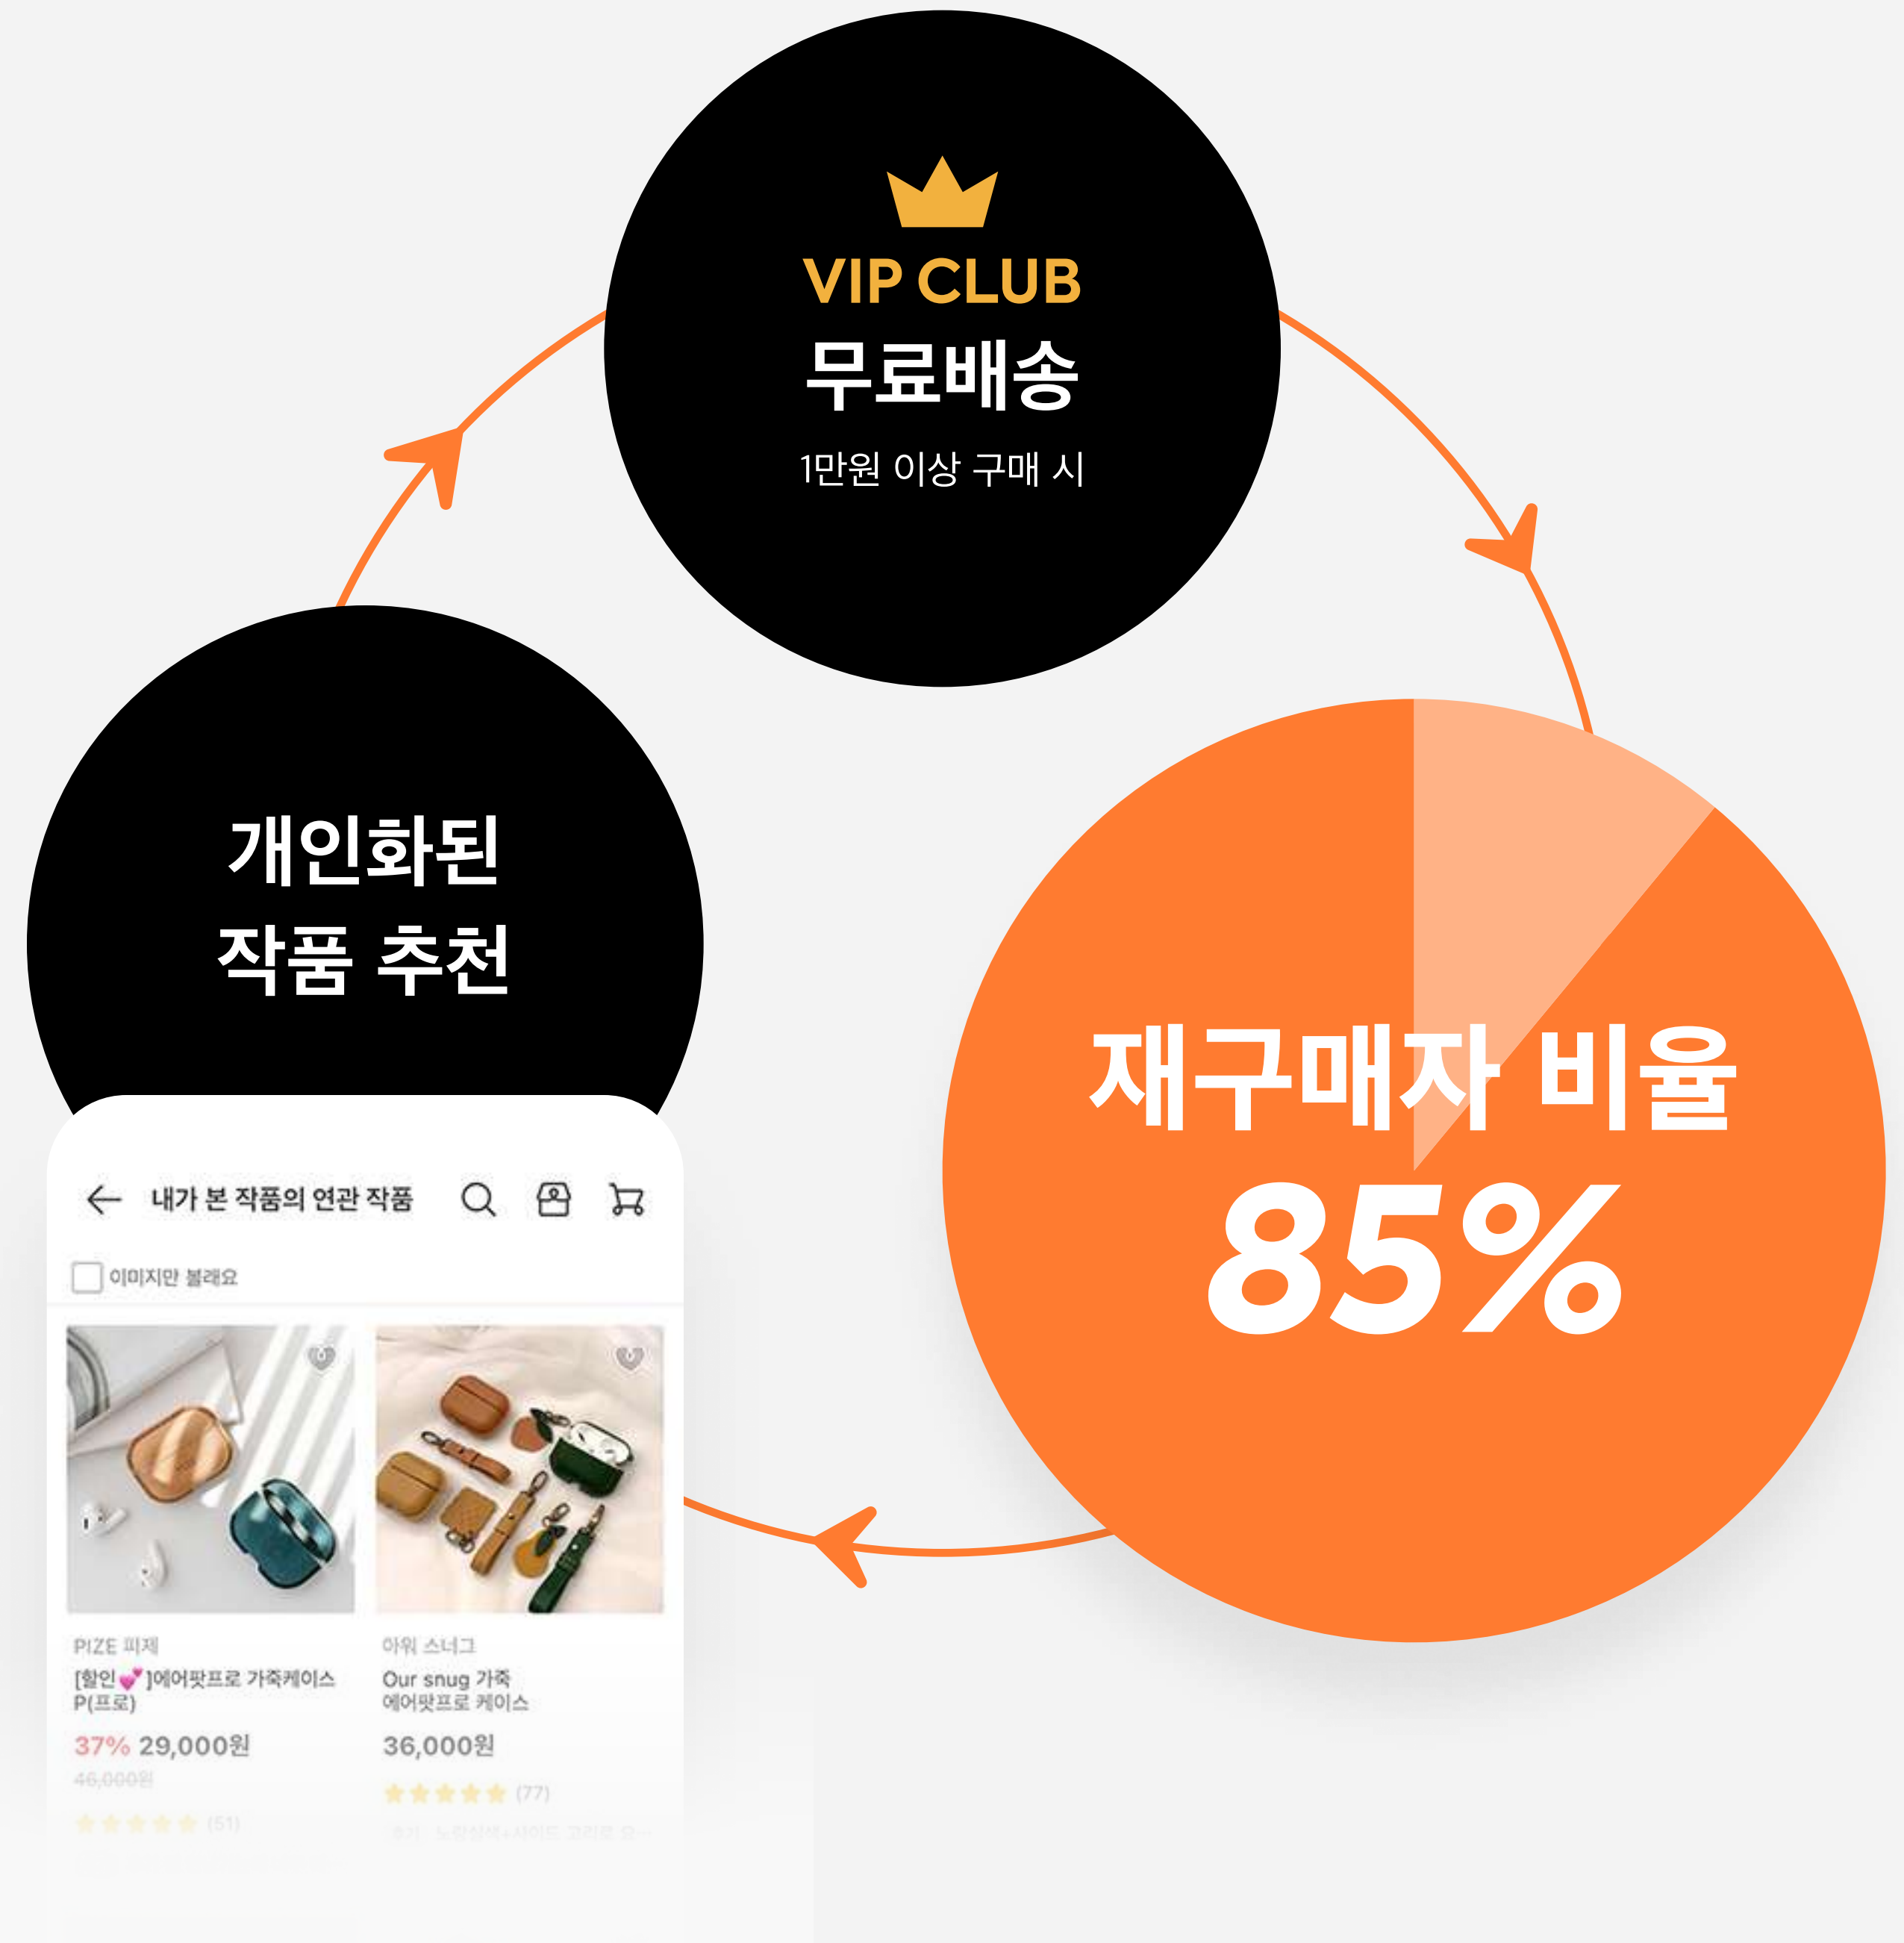 VIP CLUB
무료배송
1만원 이상 구매 시
개인화된
작품 추천
재구매자 비율
85%
내가 본 작품의 연관 작품
이미지만 볼래요
PIZE 피제
[할인💕]에어팟프로 가죽케이스
P(프로)
37% 29,000원
46,000원
(51)
아워 스너그
Our snug 가죽
에어팟프로 케이스
36,000원
(77)